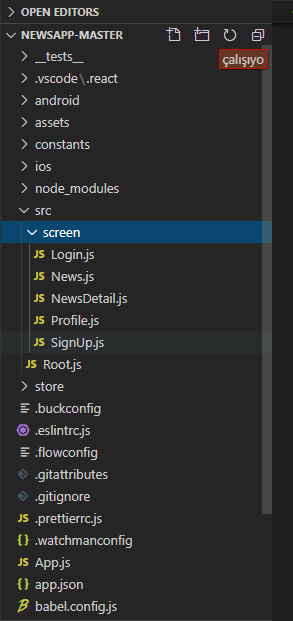 OPEN EDITORS
NEWSAPP-MASTER
__tests__
çalışıyo
.vscode\.react
android
assets
constants
ios
node_modules
src
screen
JS Login.js
JS News.js
JS NewsDetail.js
JS Profile.js
JS SignUp.js
JS Root.js
store
.buckconfig
.eslintrc.js
.flowconfig
.gitattributes
.gitignore
JS .prettierrc.js
{} .watchmanconfig
JS App.js
{} app.json
babel.config.js